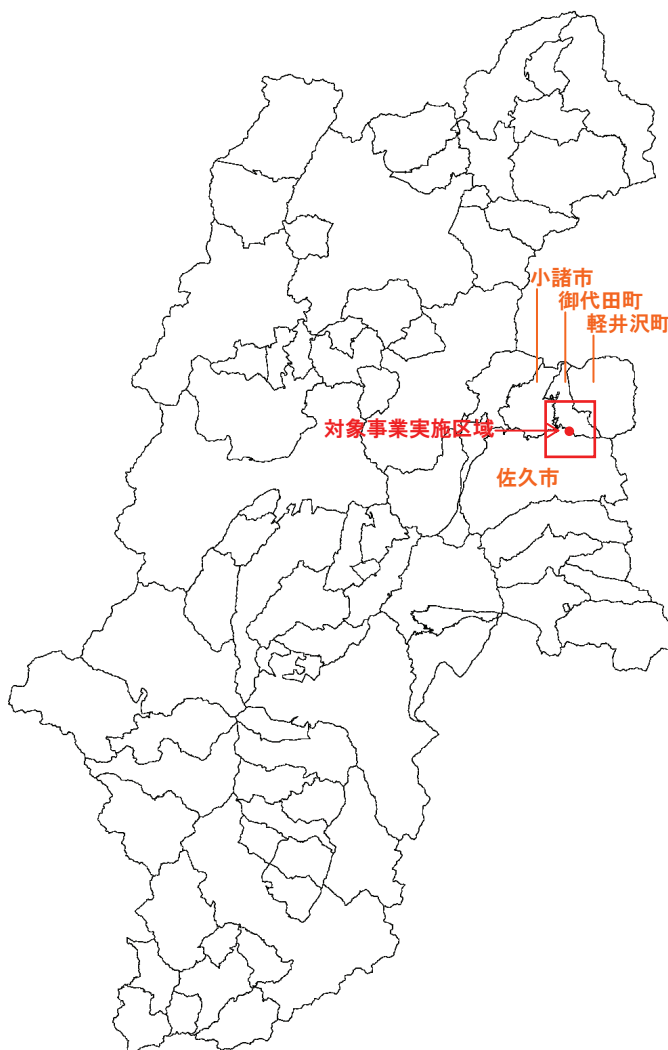 小諸市
御代田町
軽井沢町
対象事業実施区域
佐久市